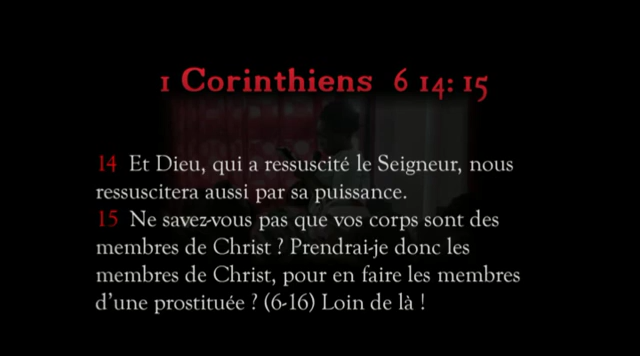 1 Corinthiens 6 14: 15
14 Et Dieu, qui a ressuscité le Seigneur, nous
ressuscitera aussi par sa puissance.
15 Ne savez-vous pas que vos corps sont des
membres de Christ ? Prendrai-je donc les
membres de Christ, pour en faire les membres
d'une prostituée ? (6-16) Loin de là !